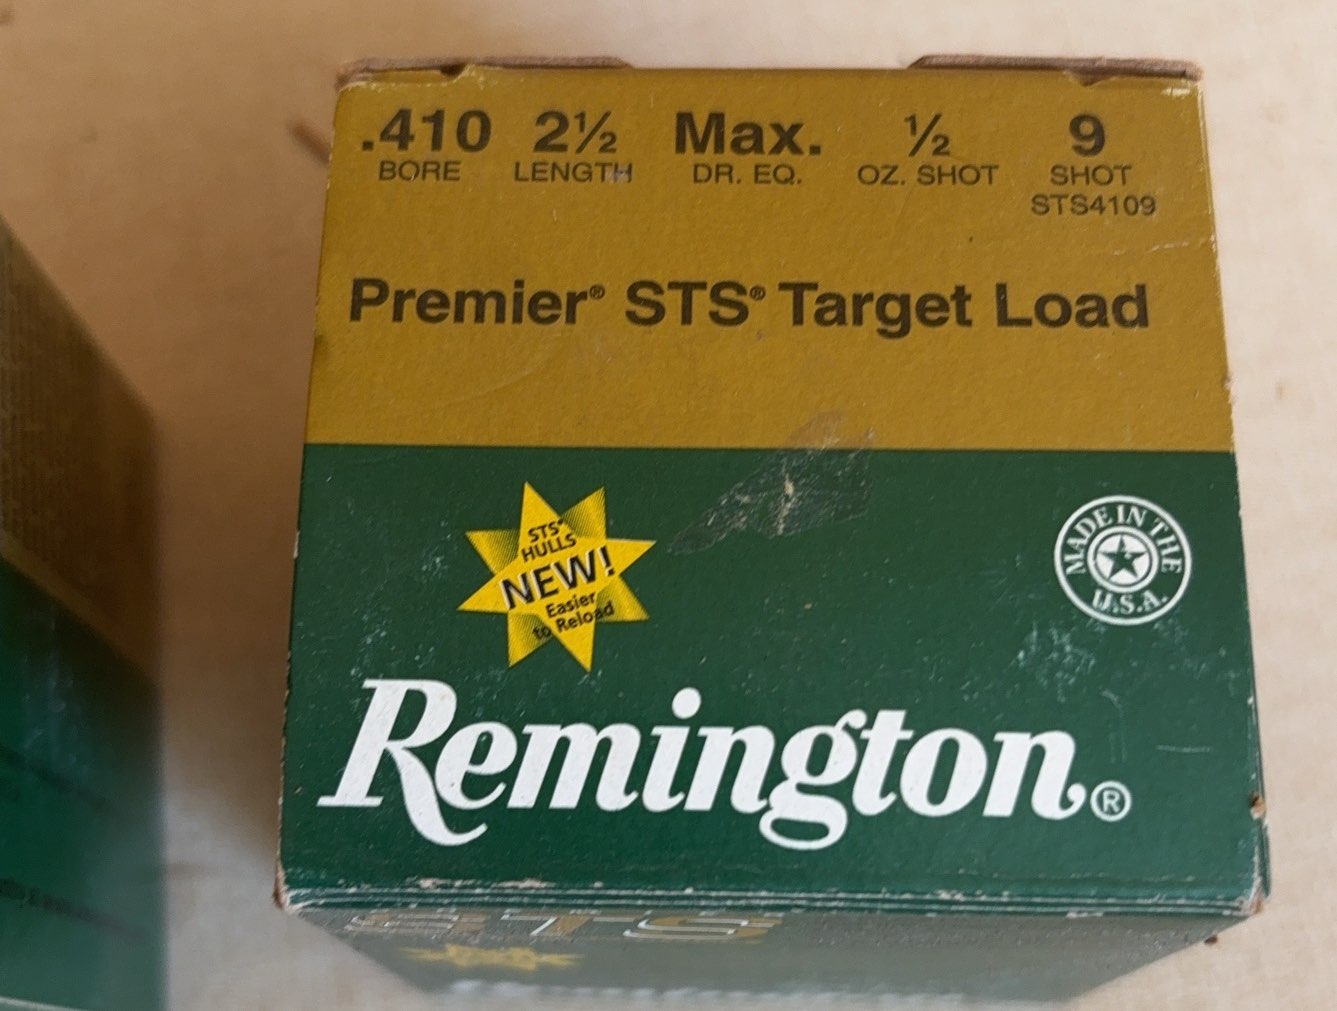 .410 2½ Max. ½ 9
BORE LENGTH DR. EQ. OZ. SHOT SHOT
STS4109
Premier® STS® Target Load
STS®
HULLS
NEW!
Easier
to Reload
MADE IN THE
U.S.A.
Remington®
STS